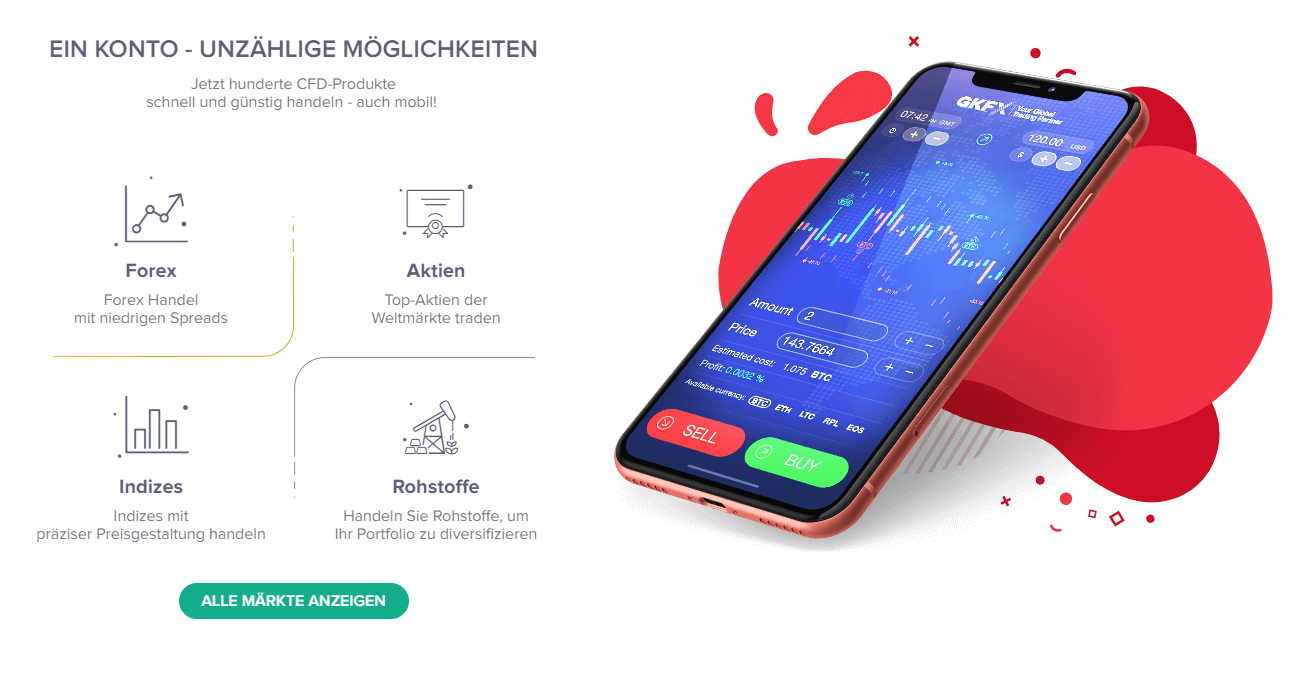 EIN KONTO - UNZÄHLIGE MÖGLICHKEITEN
Jetzt hunderte CFD-Produkte
schnell und günstig handeln - auch mobil!
Forex
Forex Handel
mit niedrigen Spreads
Aktien
Top-Aktien der
Weltmärkte traden
Indizes
Indizes mit
präziser Preisgestaltung handeln
Rohstoffe
Handeln Sie Rohstoffe, um
Ihr Portfolio zu diversifizieren
ALLE MÄRKTE ANZEIGEN
GKFX
Your Global
Trading Partner
07:42 GMT
120.00 USD
$
BTC
BTC
BTC
Amount 2
Price 143.7664
Estimated cost: 1.075 BTC
Profit: 0.0032 %
Available currency: BTC ETH LTC RPL EOS
SELL
BUY